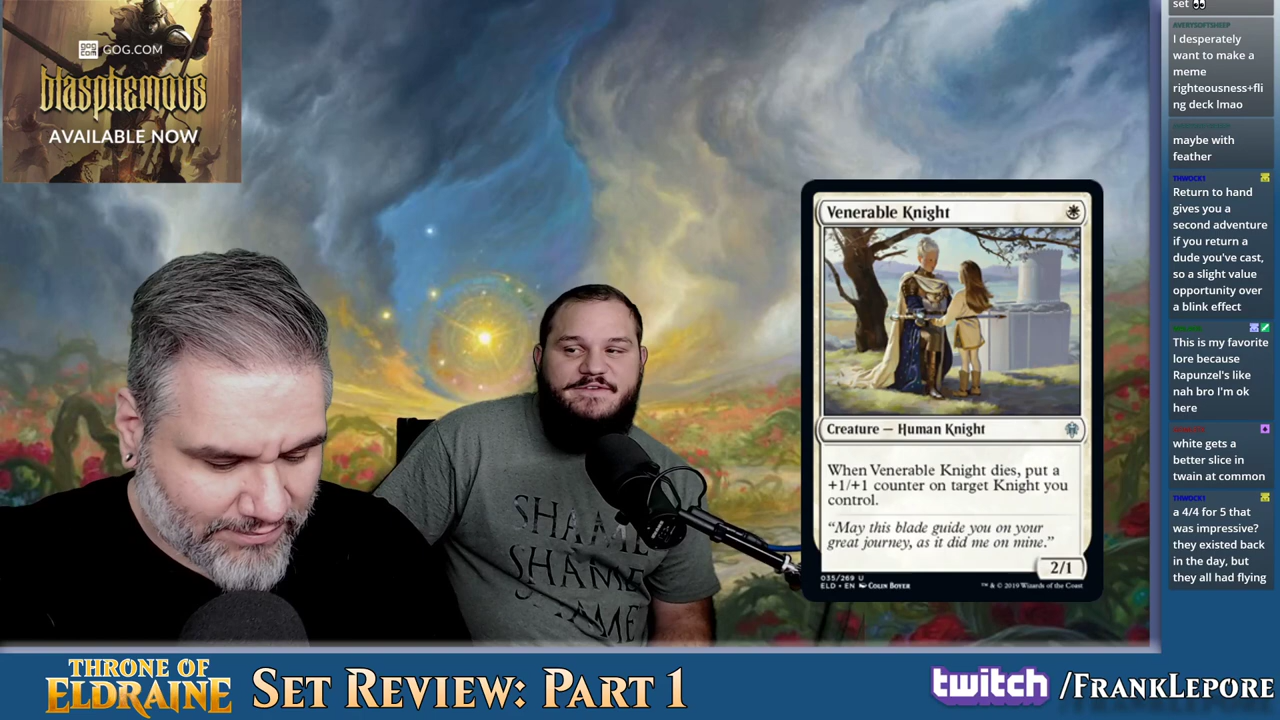 GOG.COM
blasphemous
AVAILABLE NOW
SHAME
SHAME
SHAME
Venerable Knight
Creature — Human Knight
When Venerable Knight dies, put a
+1/+1 counter on target Knight you
control.
“May this blade guide you on your
great journey, as it did me on mine.”
2/1
035/269 U
ELD • EN COLIN BOYER
™ & © 2019 Wizards of the Coast
set
AVERYSOFTSHEEP
I desperately
want to make a
meme
righteousness+fli
ng deck lmao
maybe with
feather
THWOCK1
Return to hand
gives you a
second adventure
if you return a
dude you've cast,
so a slight value
opportunity over
a blink effect
This is my favorite
lore because
Rapunzel's like
nah bro I'm ok
here
white gets a
better slice in
twain at common
THWOCK1
a 4/4 for 5 that
was impressive?
they existed back
in the day, but
they all had flying
THRONE OF
ELDRAINE
SET REVIEW: PART 1
twitch /FRANKLEPORE